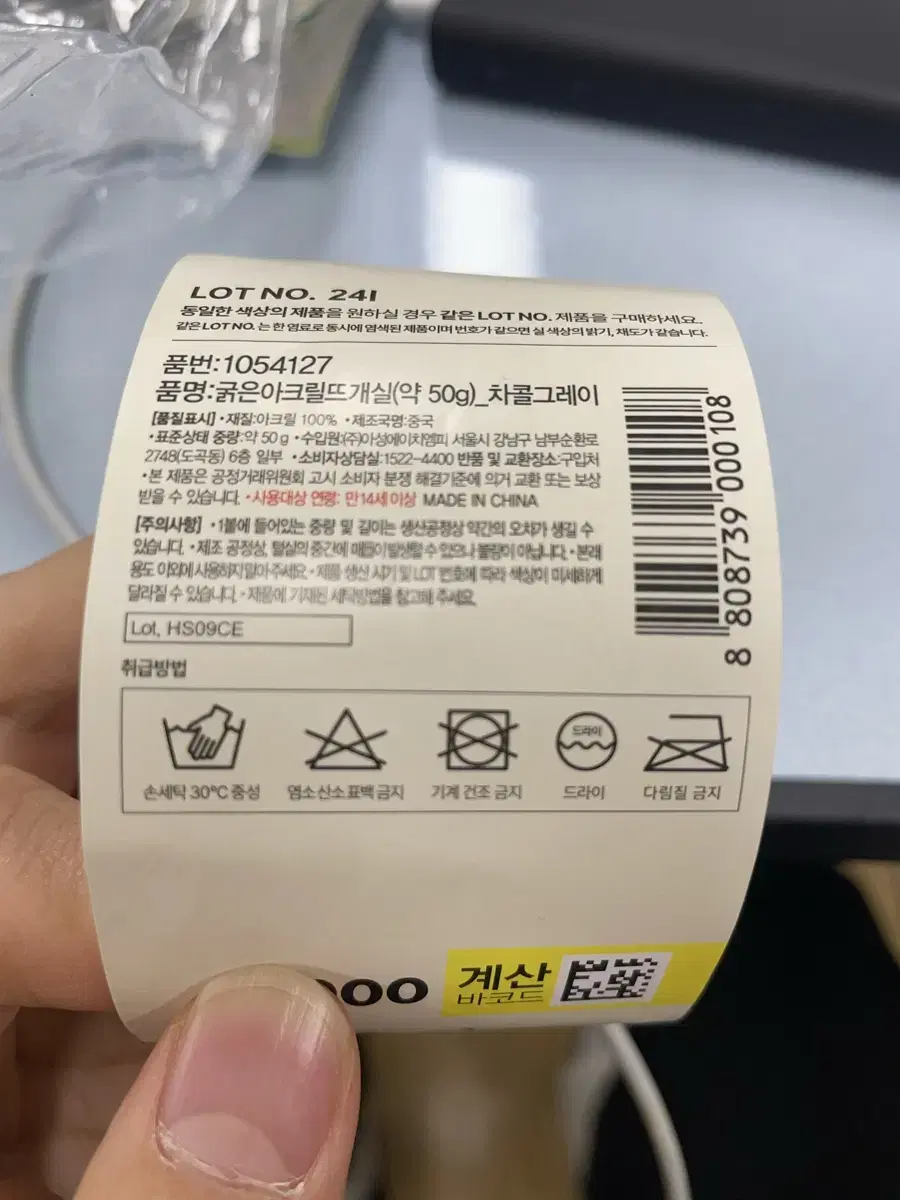 LOT NO. 241
동일한 색상의 제품을 원하실 경우 같은 LOT NO. 제품을 구매하세요.
같은 LOT NO. 는 한 염료로 동시에 염색된 제품이며 번호가 같으면 실 색상의 밝기, 채도가 같습니다.
품번:1054127
품명:굵은아크릴뜨개실(약 50g)_차콜그레이
[품질표시] •재질:아크릴 100% •제조국명:중국
•표준상태 중량:약 50 g •수입원:(주)아성에이치엠피 서울시 강남구 남부순환로
2748(도곡동) 6층 일부 •소비자상담실:1522-4400 반품 및 교환장소:구입처
•본 제품은 공정거래위원회 고시 소비자 분쟁 해결기준에 의거 교환 또는 보상
받을 수 있습니다. •사용대상 연령: 만14세 이상 MADE IN CHINA
[주의사항] •1볼에 들어있는 중량 및 길이는 생산공정상 약간의 오차가 생길 수
있습니다. •제조 공정상, 털실의 중간에 매듭이 발생할 수 있으나 불량이 아닙니다. •본래
용도 이외에 사용하지 말아 주세요. •제품 생산 시기 및 LOT 번호에 따라 색상이 미세하게
달라질 수 있습니다. •제품에 기재된 세탁방법을 참고해 주세요.
Lot. HS09CE
8 808739 000108
취급방법
드라이
손세탁 30℃ 중성 염소 산소 표백 금지 기계 건조 금지 드라이 다림질 금지
000 계산
바코드